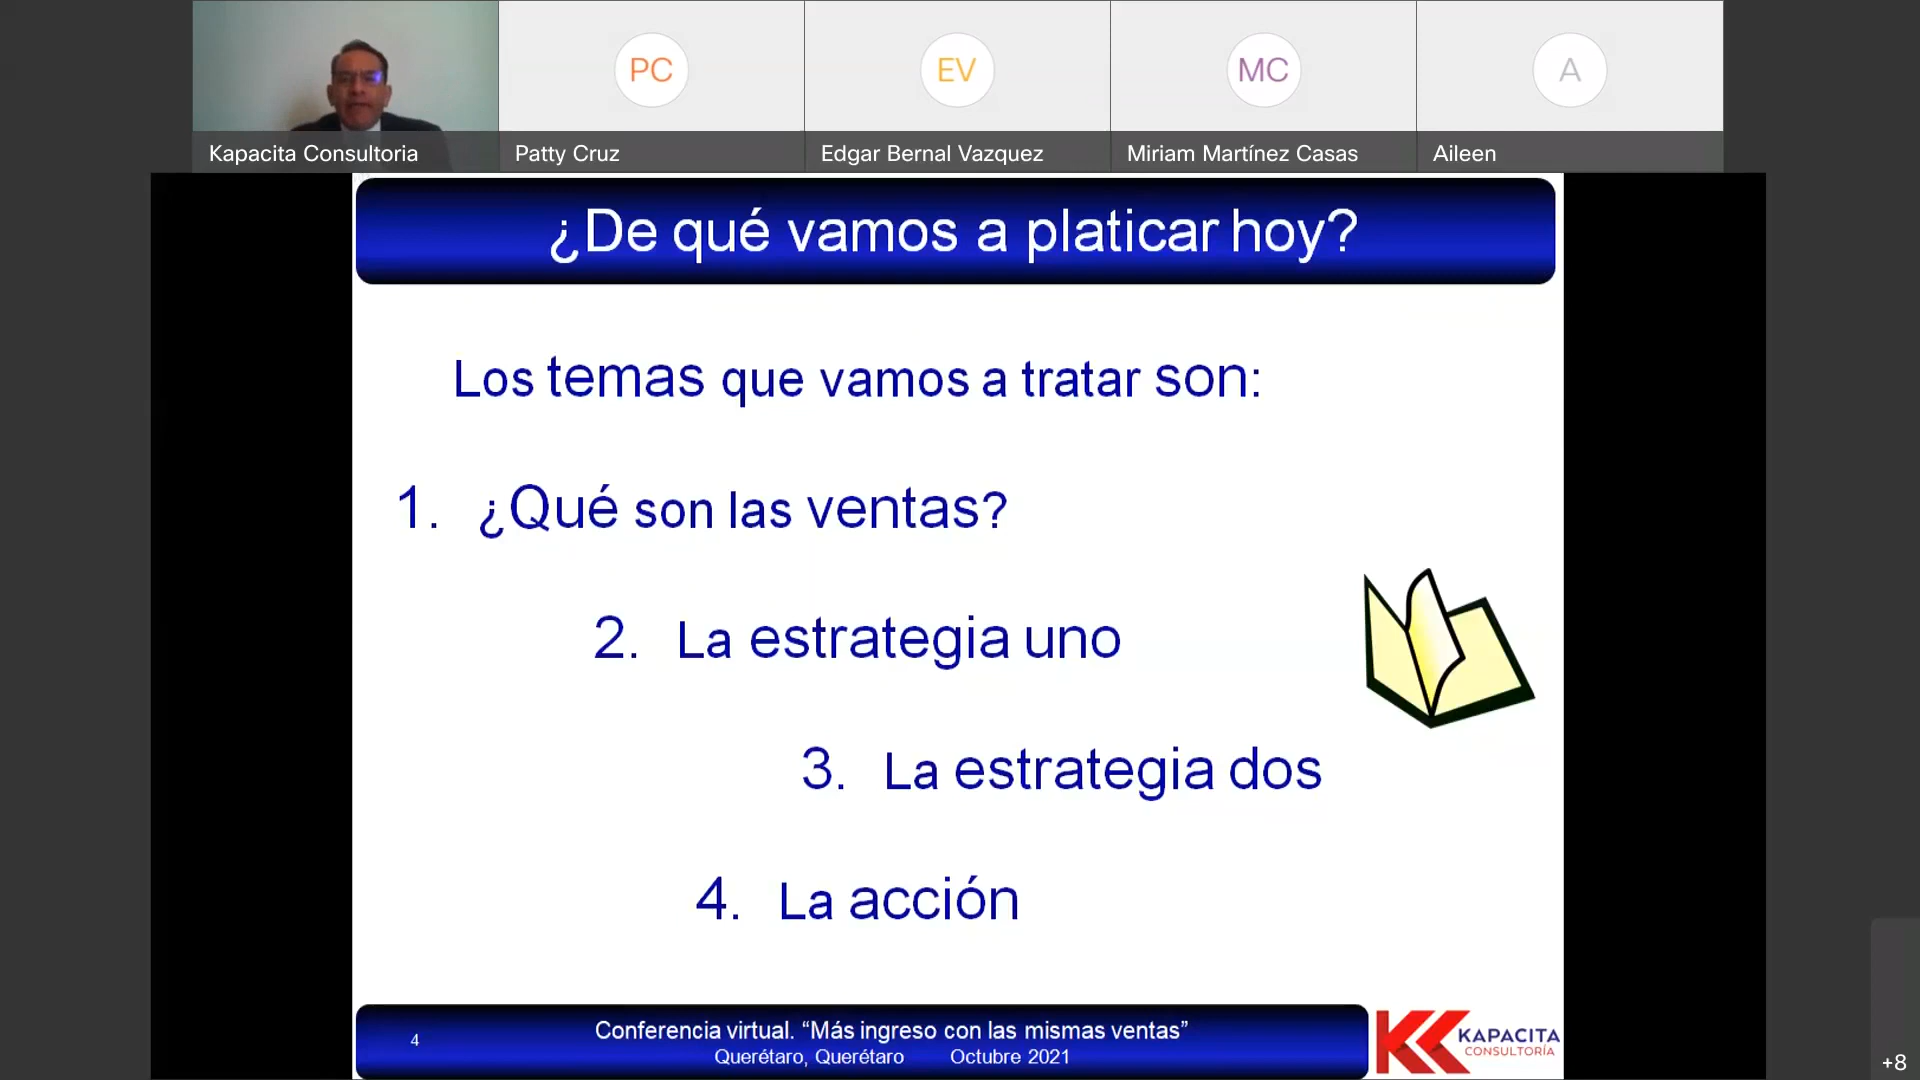 PC
EV
MC
A
Kapacita Consultoria
Patty Cruz
Edgar Bernal Vazquez
Miriam Martínez Casas
Aileen
¿De qué vamos a platicar hoy?
Los temas que vamos a tratar son:
1. ¿Qué son las ventas?
2. La estrategia uno
3. La estrategia dos
4. La acción
4
Conferencia virtual. “Más ingreso con las mismas ventas”
Querétaro, Querétaro Octubre 2021
KAPACITA
CONSULTORÍA
+8